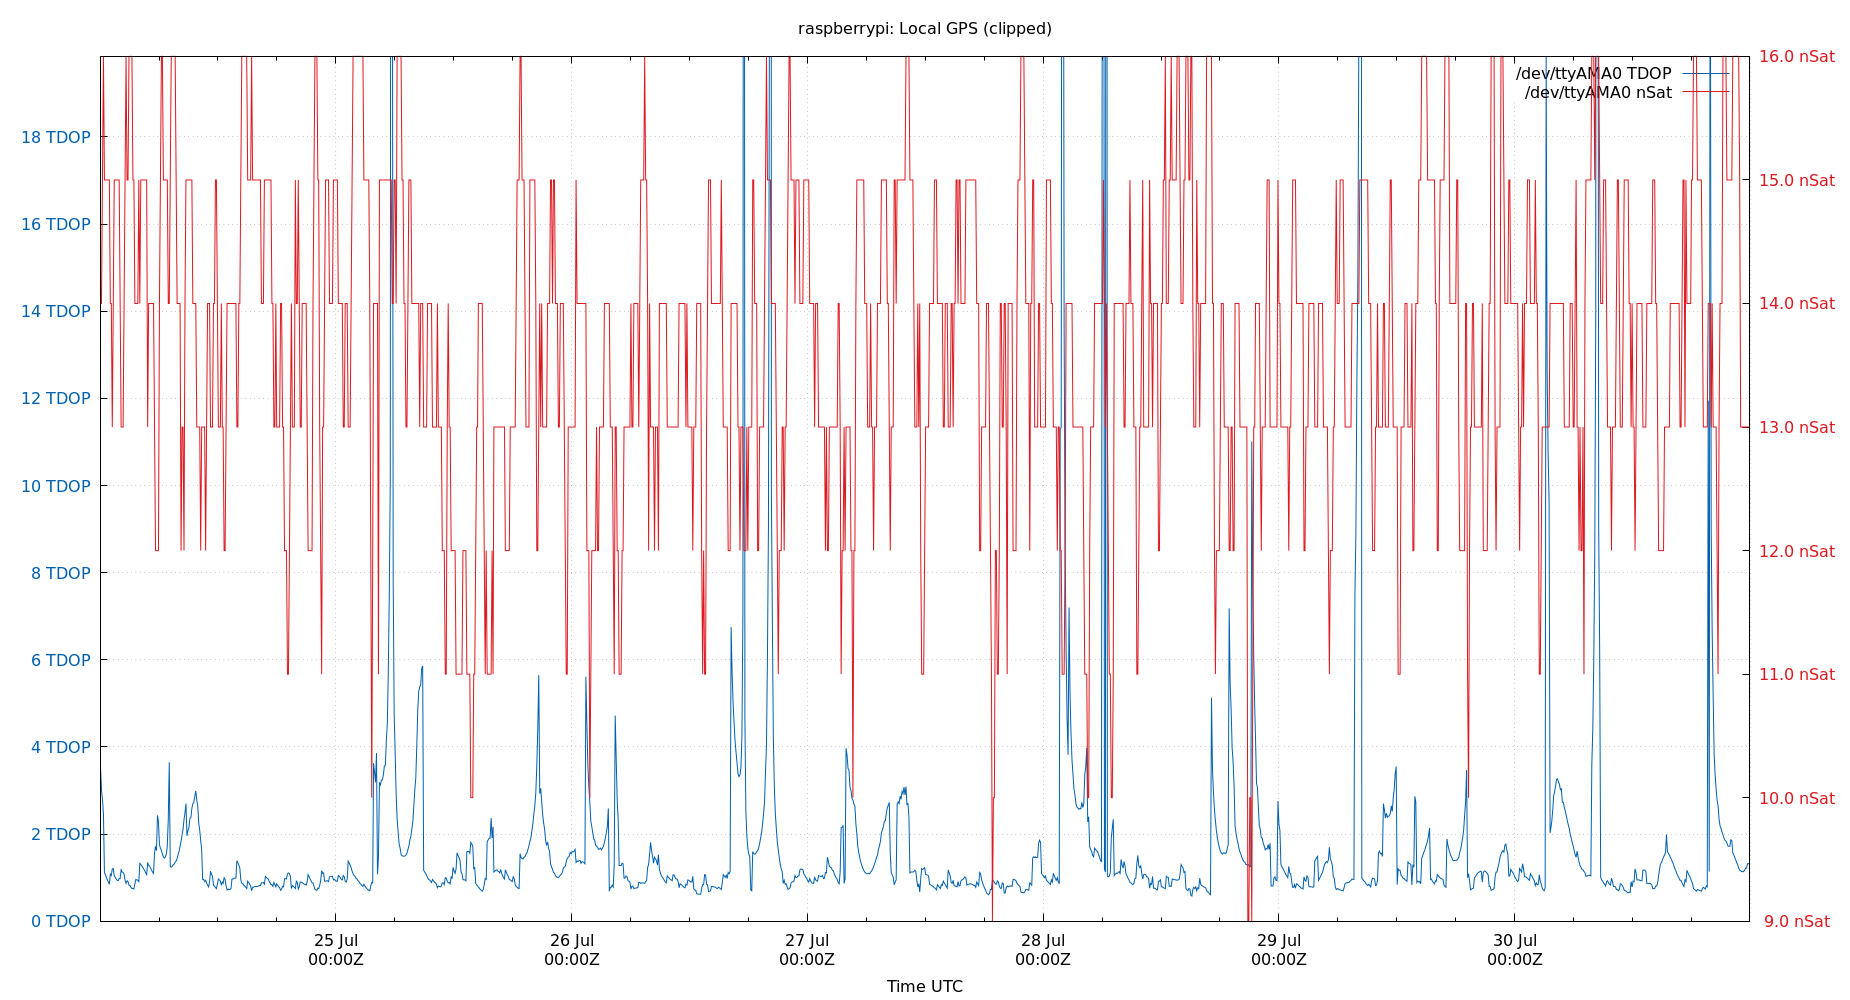 raspberrypi: Local GPS (clipped)
16.0 nSat
/dev/ttyAMA0 TDOP
/dev/ttyAMA0 nSat
18 TDOP
15.0 nSat
16 TDOP
14.0 nSat
14 TDOP
12 TDOP
13.0 nSat
10 TDOP
12.0 nSat
8 TDOP
6 TDOP
11.0 nSat
4 TDOP
10.0 nSat
2 TDOP
0 TDOP
9.0 nSat
25 Jul 26 Jul 27 Jul 28 Jul 29 Jul 30 Jul
00:00Z 00:00Z 00:00Z 00:00Z 00:00Z 00:00Z
Time UTC